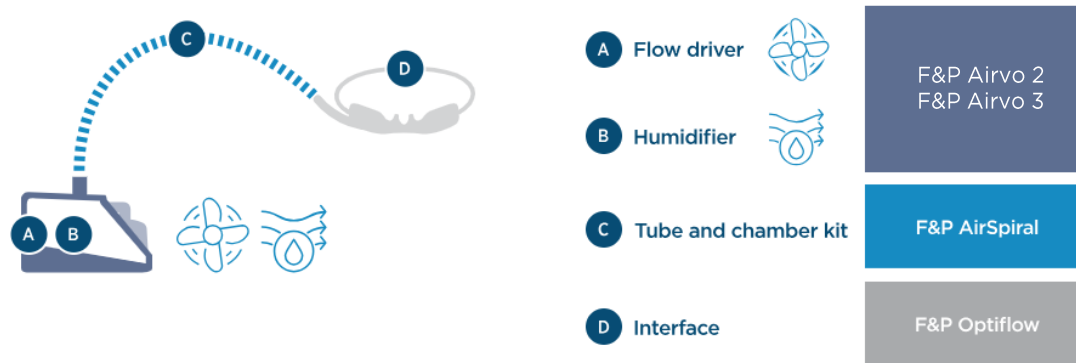 C
D
A
B
A Flow driver
F&P Airvo 2
F&P Airvo 3
B Humidifier
C Tube and chamber kit
F&P AirSpiral
D Interface
F&P Optiflow